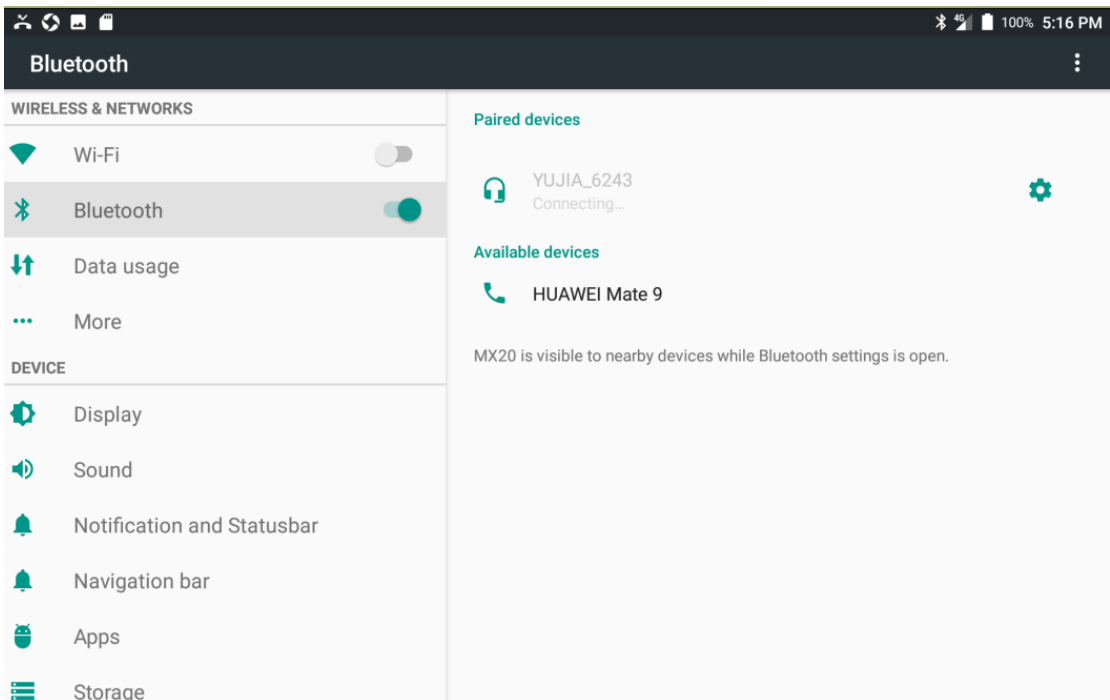 4G 100% 5:16 PM
Bluetooth
WIRELESS & NETWORKS
Wi-Fi
Bluetooth
Data usage
More
DEVICE
Display
Sound
Notification and Statusbar
Navigation bar
Apps
Storage
Paired devices
YUJIA_6243
Connecting...
Available devices
HUAWEI Mate 9
MX20 is visible to nearby devices while Bluetooth settings is open.